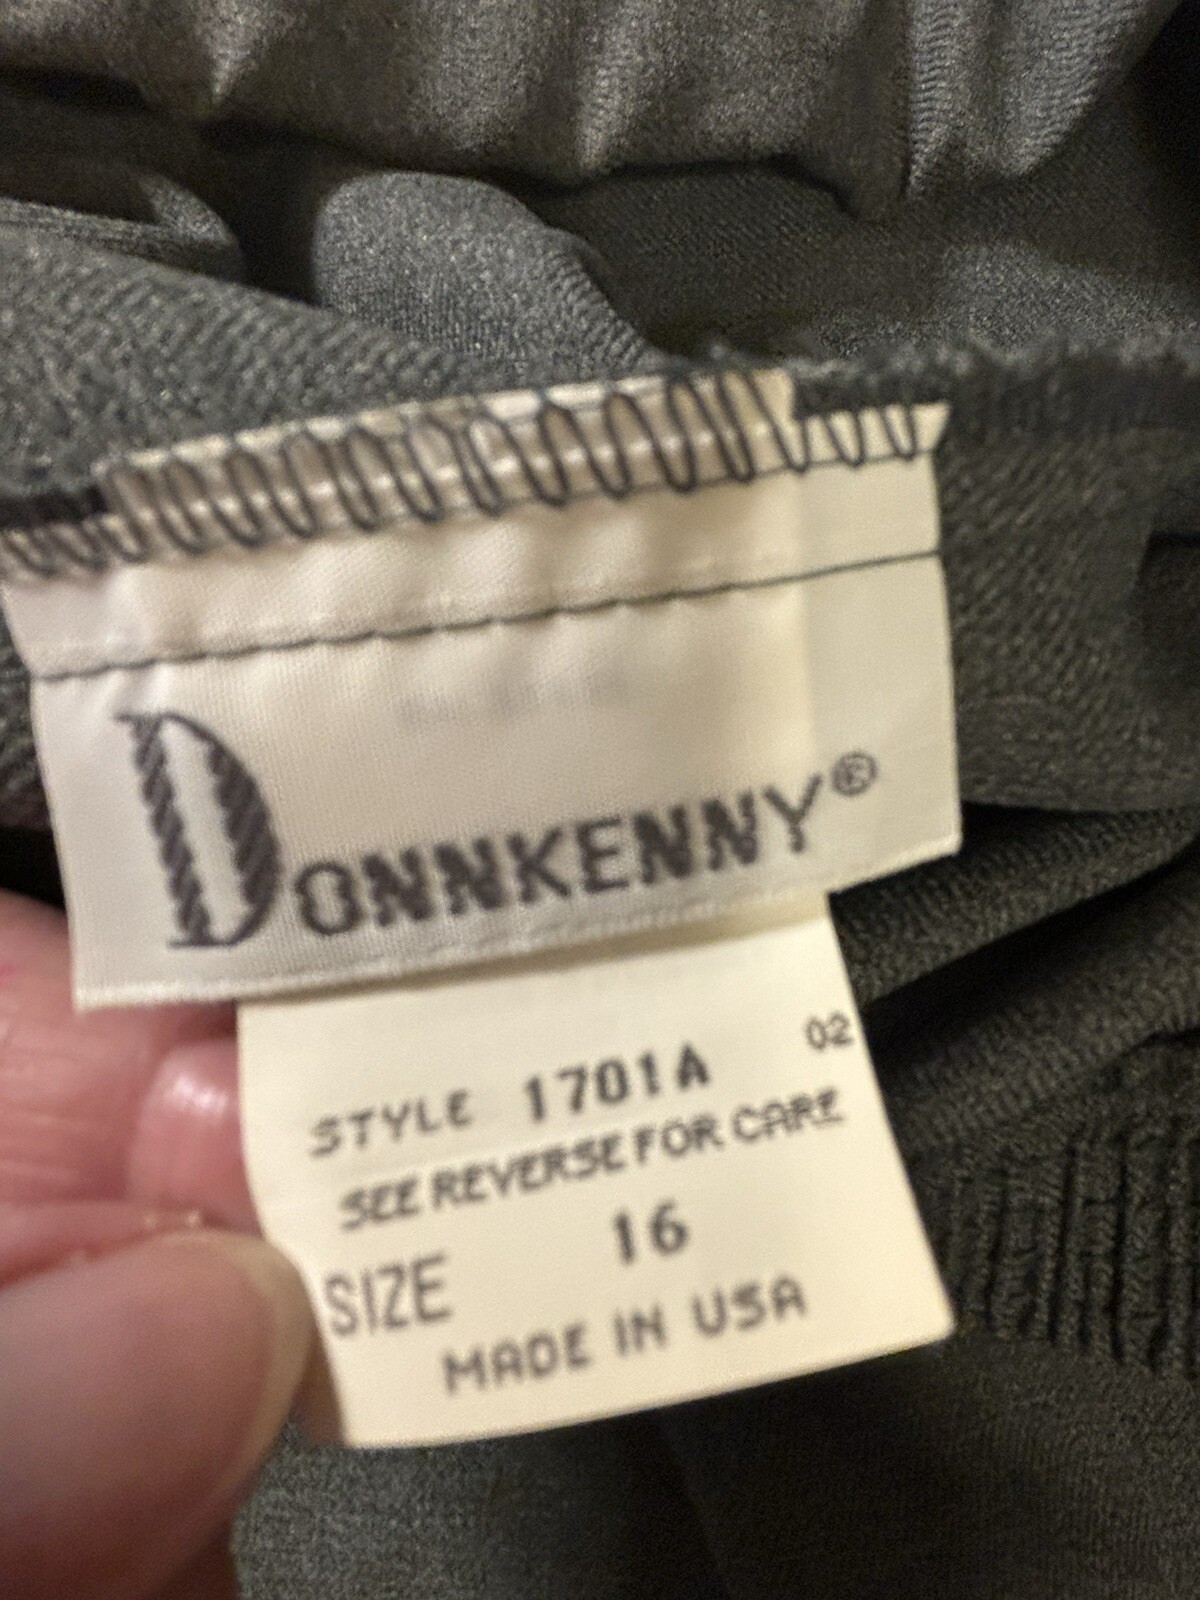 DONNKENNY®
02
STYLE 1701A
SEE REVERSE FOR CARE
SIZE 16
MADE IN USA